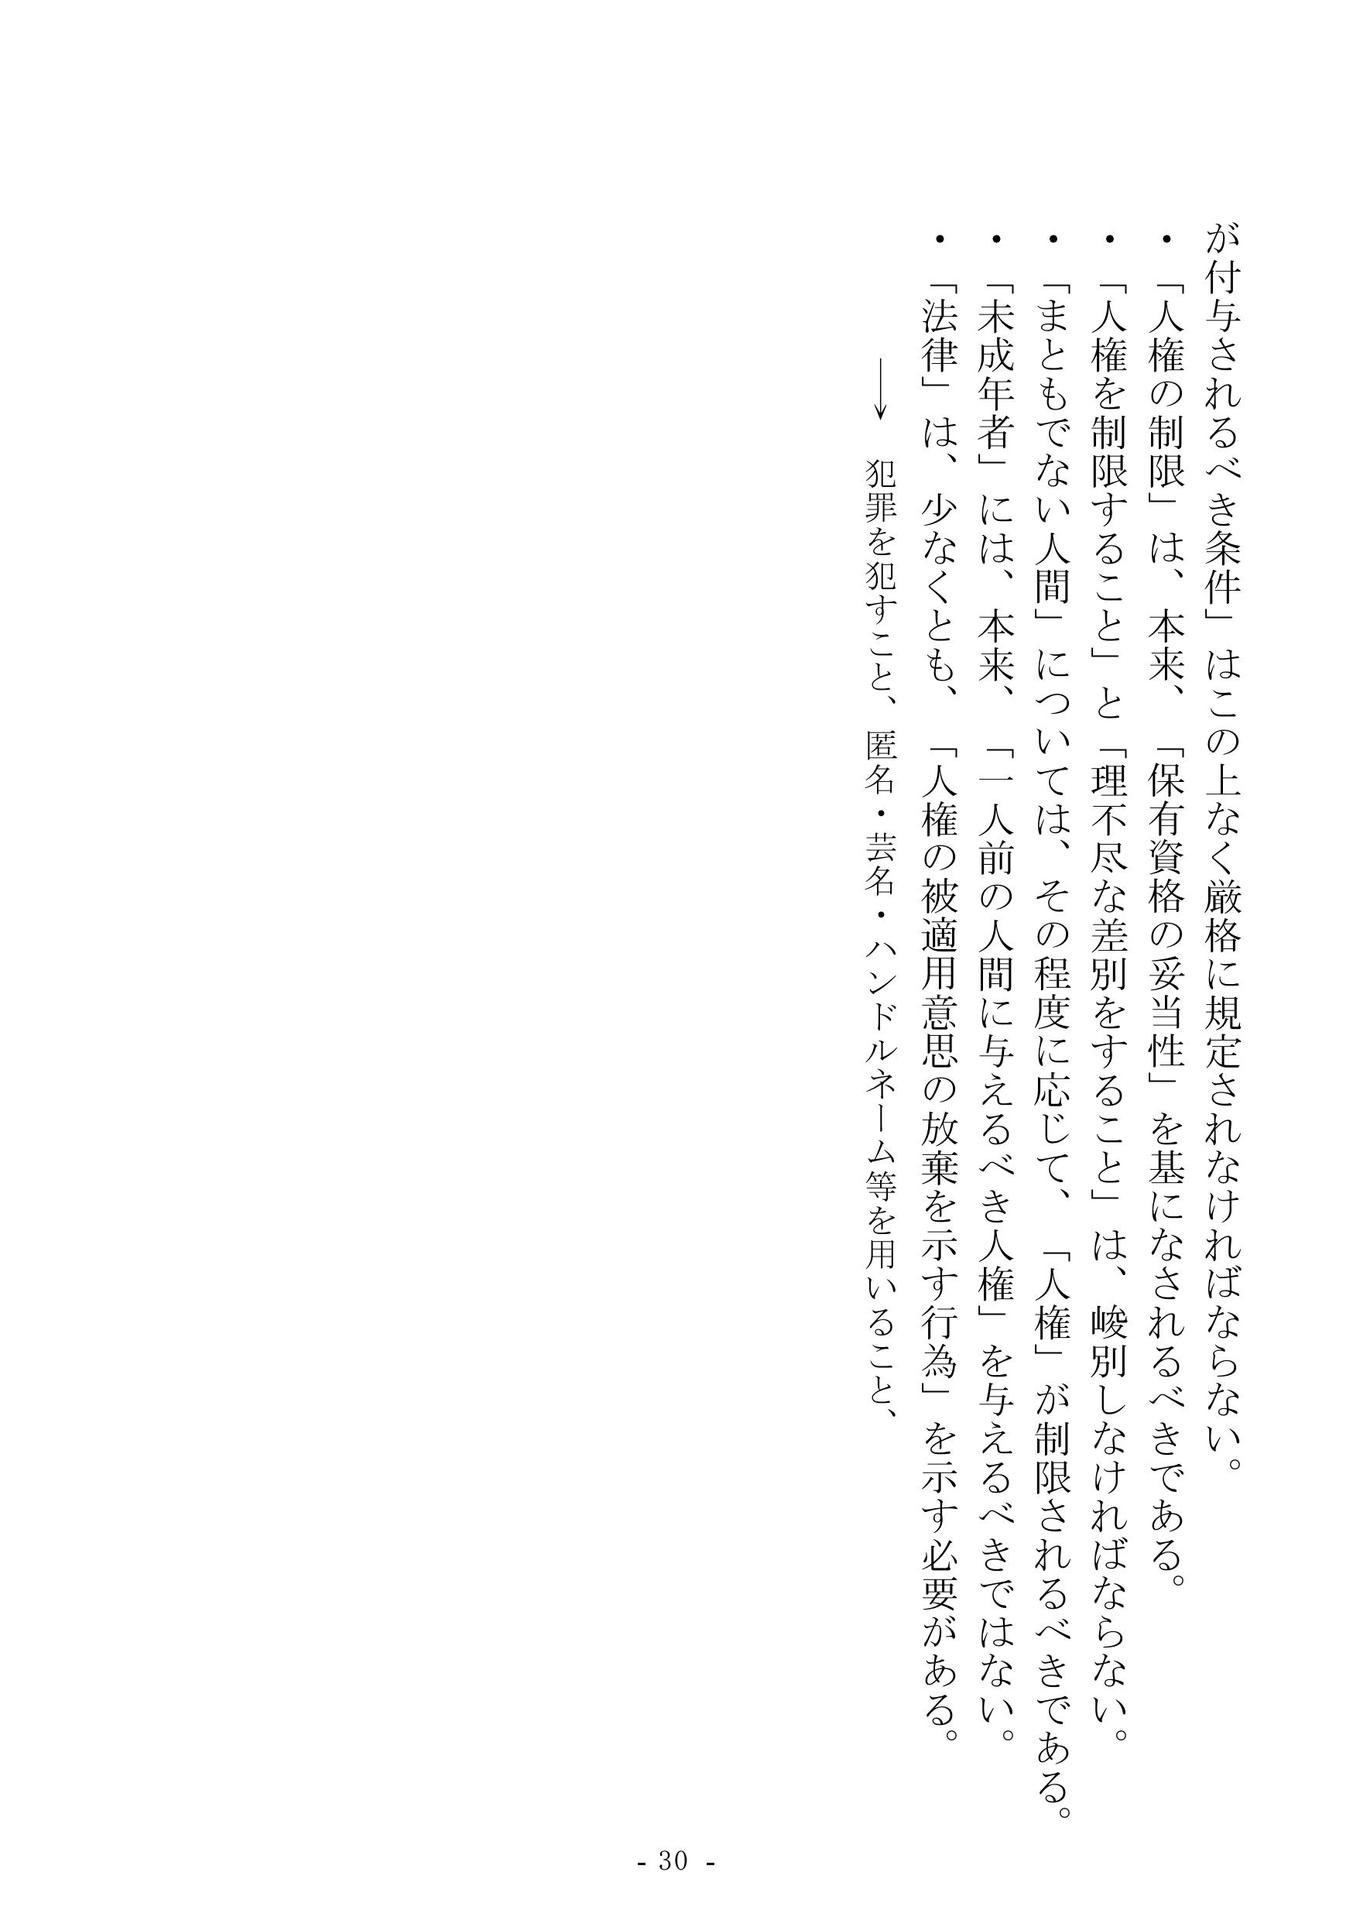 が付与されるべき条件」はこの上なく厳格に規定されなければならない。
・「人権の制限」は、本来、「保有資格の妥当性」を基になされるべきである。
・「人権を制限すること」と「理不尽な差別をすること」は、峻別しなければならない。
・「まともでない人間」については、その程度に応じて、「人権」が制限されるべきである。
・「未成年者」には、本来、「一人前の人間に与えるべき人権」を与えるべきではない。
・「法律」は、少なくとも、「人権の被適用意思の放棄を示す行為」を示す必要がある。
→ 犯罪を犯すこと、匿名・芸名・ハンドルネーム等を用いること、
- 30 -